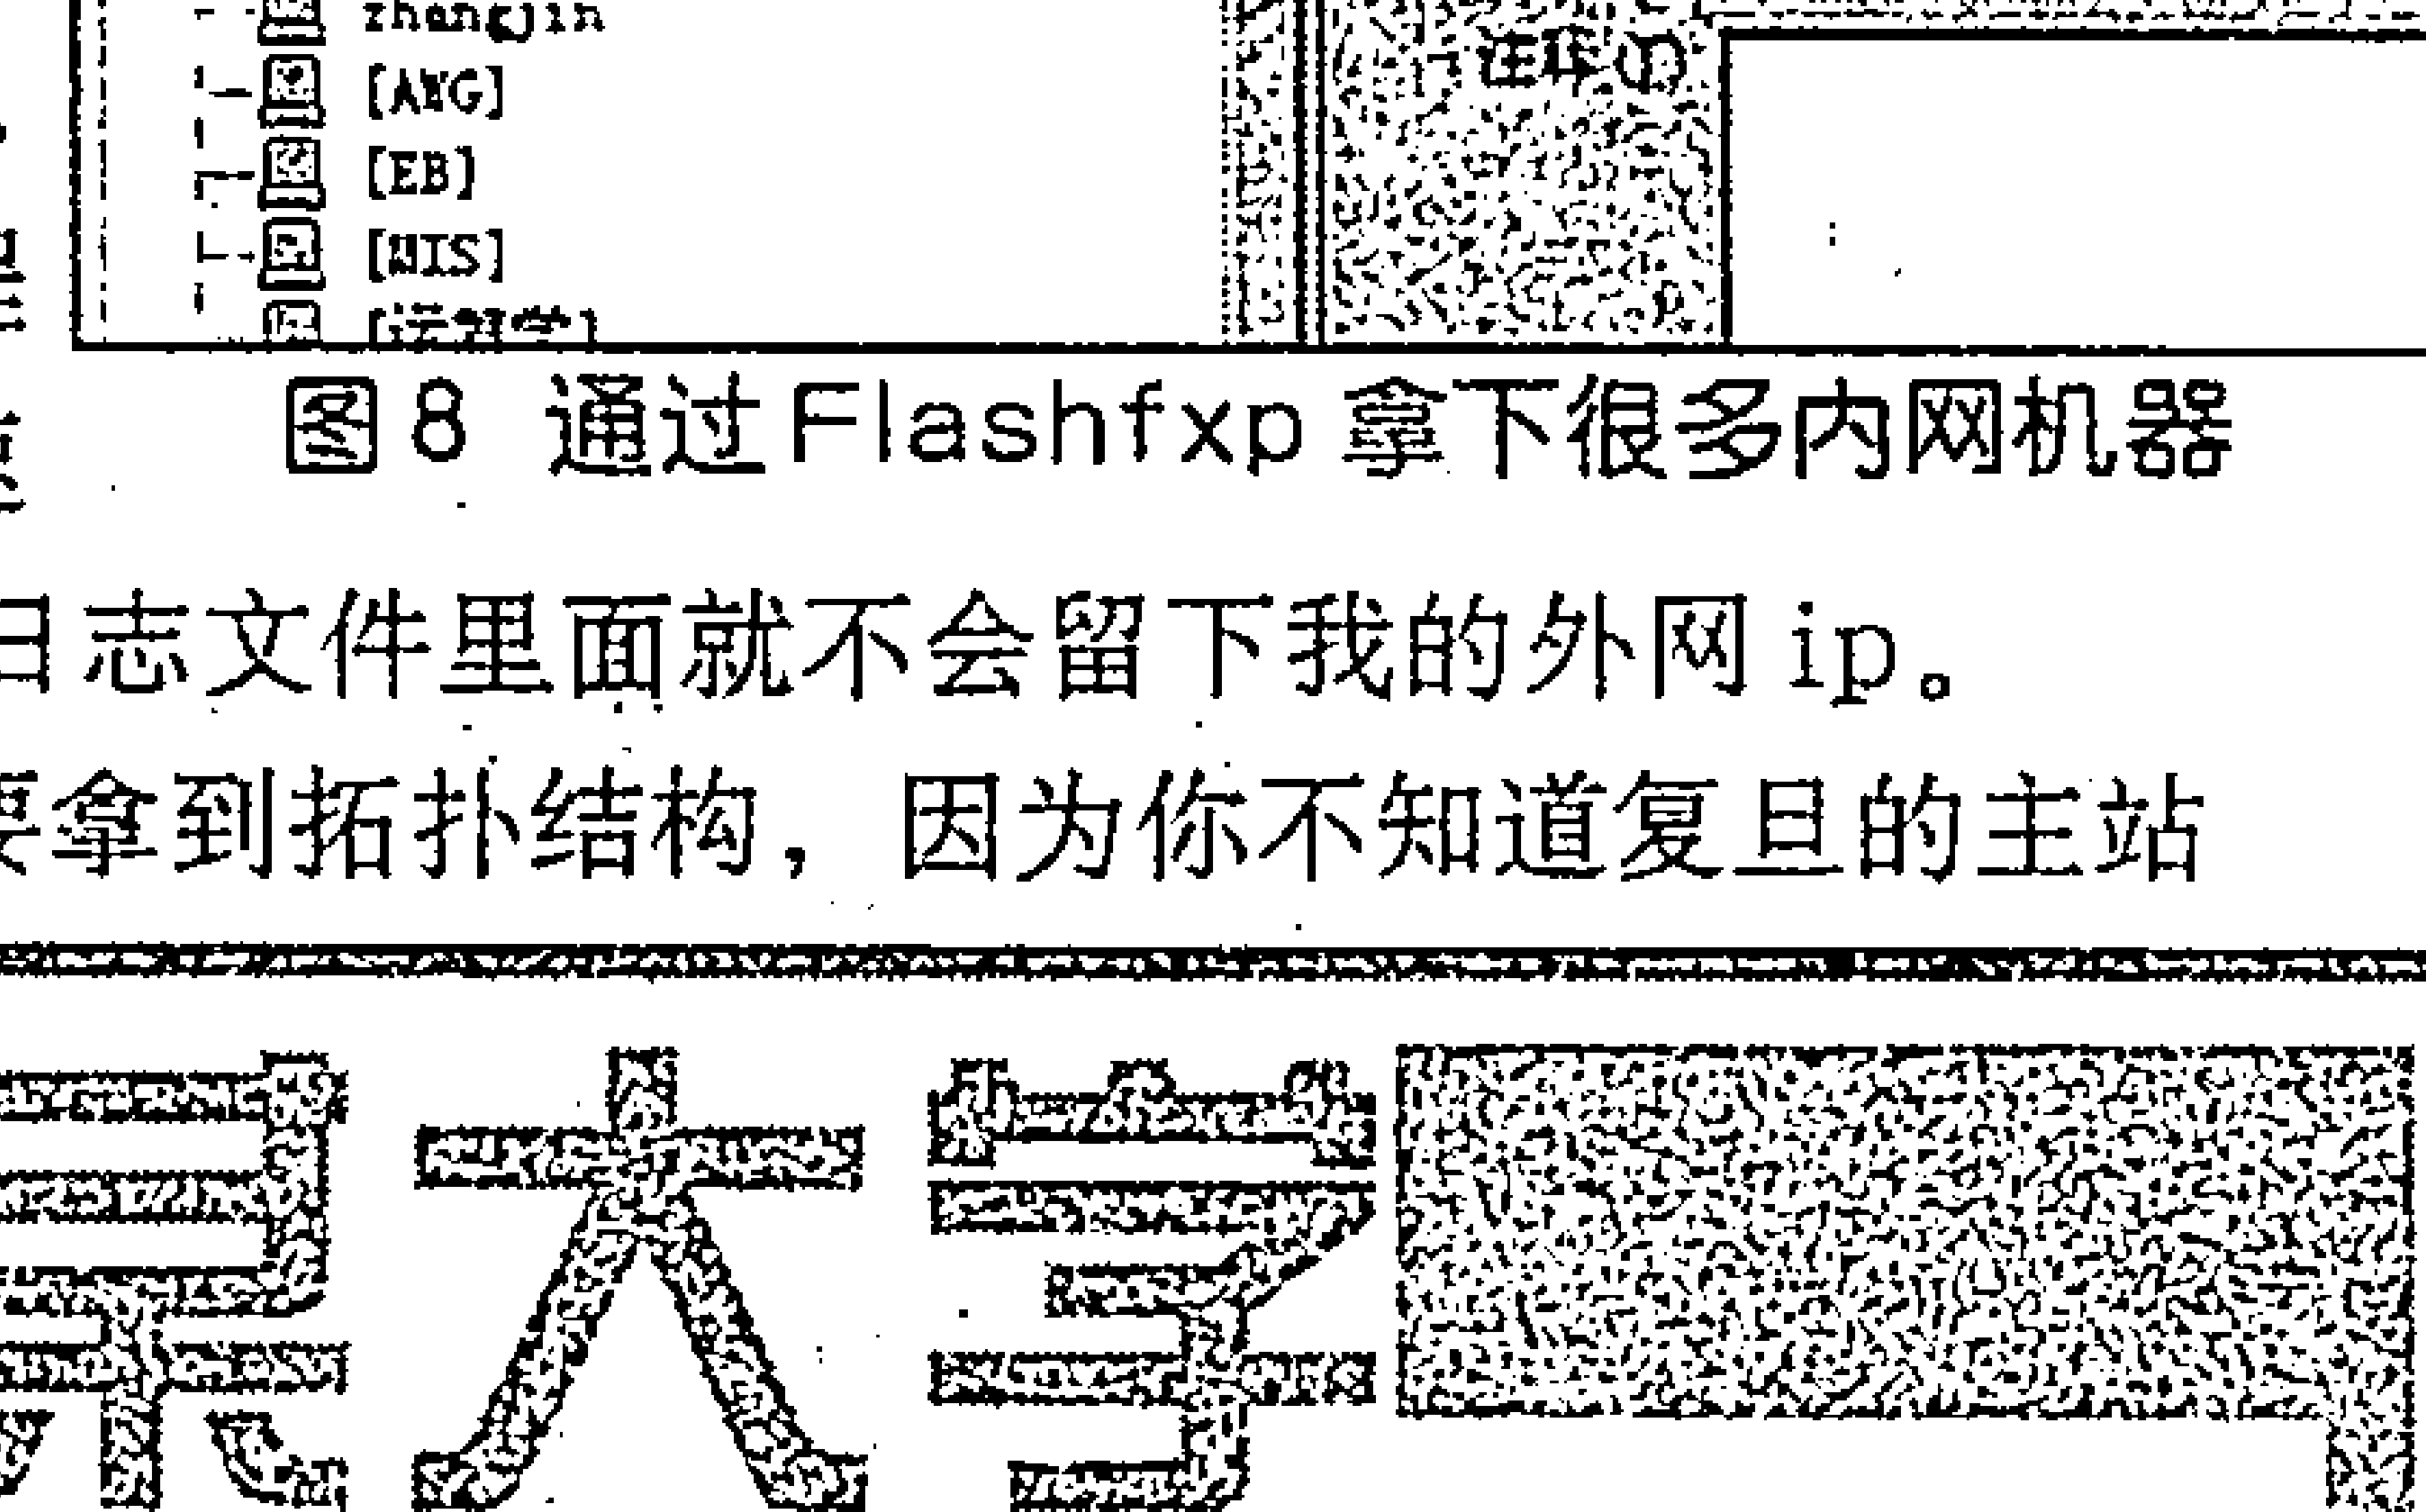 zhangjin
[AVG]
[EB]
[NIS]
图8 通过Flashfxp拿下很多内网机器
日志文件里面就不会留下我的外网ip。
要拿到拓扑结构，因为你不知道复旦的主站
大学